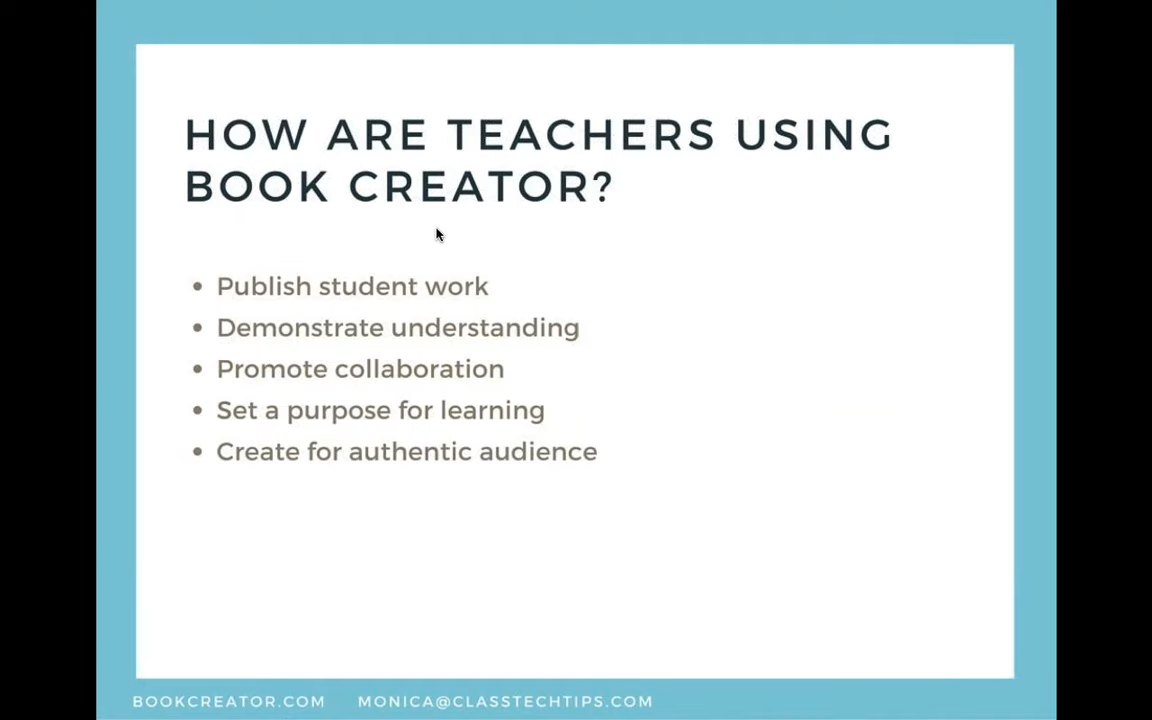 HOW ARE TEACHERS USING
BOOK CREATOR?
• Publish student work
• Demonstrate understanding
• Promote collaboration
• Set a purpose for learning
• Create for authentic audience
BOOKCREATOR.COM MONICA@CLASSTECHTIPS.COM